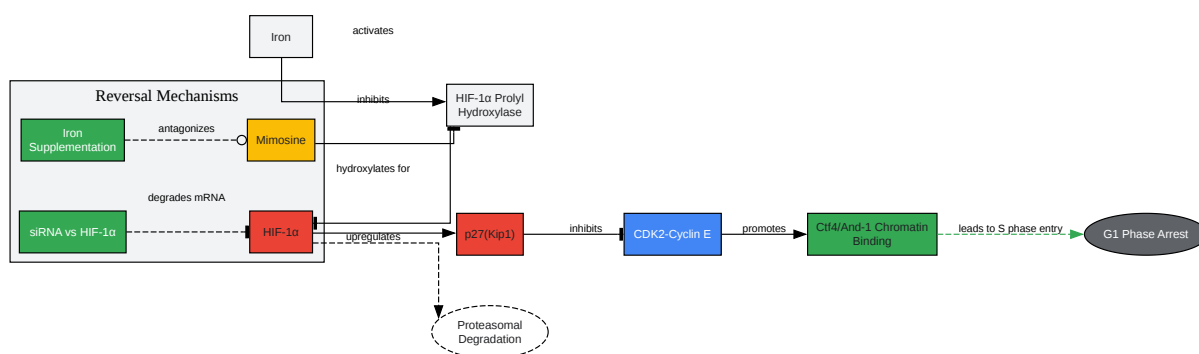 Iron
activates
Reversal Mechanisms
inhibits
HIF-1α Prolyl
Hydroxylase
Iron
Supplementation
antagonizes
Mimosine
hydroxylates for
degrades mRNA
siRNA vs HIF-1α
HIF-1α
upregulates
p27(Kip1)
inhibits
CDK2-Cyclin E
promotes
Ctf4/And-1 Chromatin
Binding
leads to S phase entry
G1 Phase Arrest
Proteasomal
Degradation